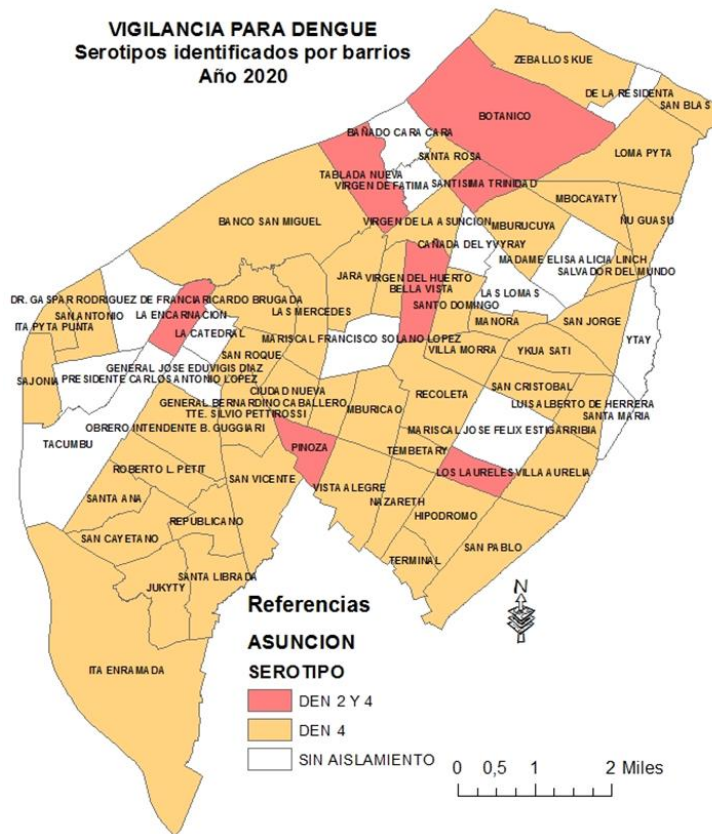 VIGILANCIA PARA DENGUE
Serotipos identificados por barrios
Año 2020
ZEBALLOS KUE
DE LA RESIDENTA
SAN BLAS
BOTANICO
BAÑADO CARA CARA
SANTA ROSA
LOMA PYTA
TABLADA NUEVA
VIRGEN DE FATIMA
SANTISIMA TRINIDAD
MBOCAYATY
BANCO SAN MIGUEL
VIRGEN DE LA ASUNCION
MBURUCUYA
ÑU GUASU
CAÑADA DEL YVYRAY
MADAME ELISA ALICIA LINCH
SALVADOR DEL MUNDO
JARA
VIRGEN DEL HUERTO
BELLA VISTA
LAS LOMAS
DR. GASPAR RODRIGUEZ DE FRANCIA
RICARDO BRUGADA
SAN ANTONIO
LA ENCARNACION
LAS MERCEDES
SANTO DOMINGO
ITA PYTA PUNTA
LA CATEDRAL
MARISCAL FRANCISCO SOLANO LOPEZ
MANORA
SAN JORGE
YTAY
SAN ROQUE
VILLA MORRA
YKUA SATI
GENERAL JOSE EDUVIGIS DIAZ
SAJONIA
PRESIDENTE CARLOS ANTONIO LOPEZ
CIUDAD NUEVA
RECOLETA
SAN CRISTOBAL
GENERAL BERNARDINO CABALLERO
LUIS ALBERTO DE HERRERA
TTE. SILVIO PETTIROSSI
MBURICAO
SANTA MARIA
OBRERO INTENDENTE B. GUGGIARI
MARISCAL JOSE FELIX ESTIGARRIBIA
TACUMBU
PINOZA
TEMBETARY
ROBERTO L. PETIT
SAN VICENTE
LOS LAURELES
VILLA AURELIA
VISTA ALEGRE
SANTA ANA
NAZARETH
REPUBLICANO
HIPODROMO
SAN CAYETANO
SAN PABLO
TERMINAL
SANTA LIBRADA
JUKYTY
N
Referencias
ASUNCION
ITA ENRAMADA
SEROTIPO
DEN 2 Y 4
DEN 4
SIN AISLAMIENTO
0 0,5 1 2 Miles